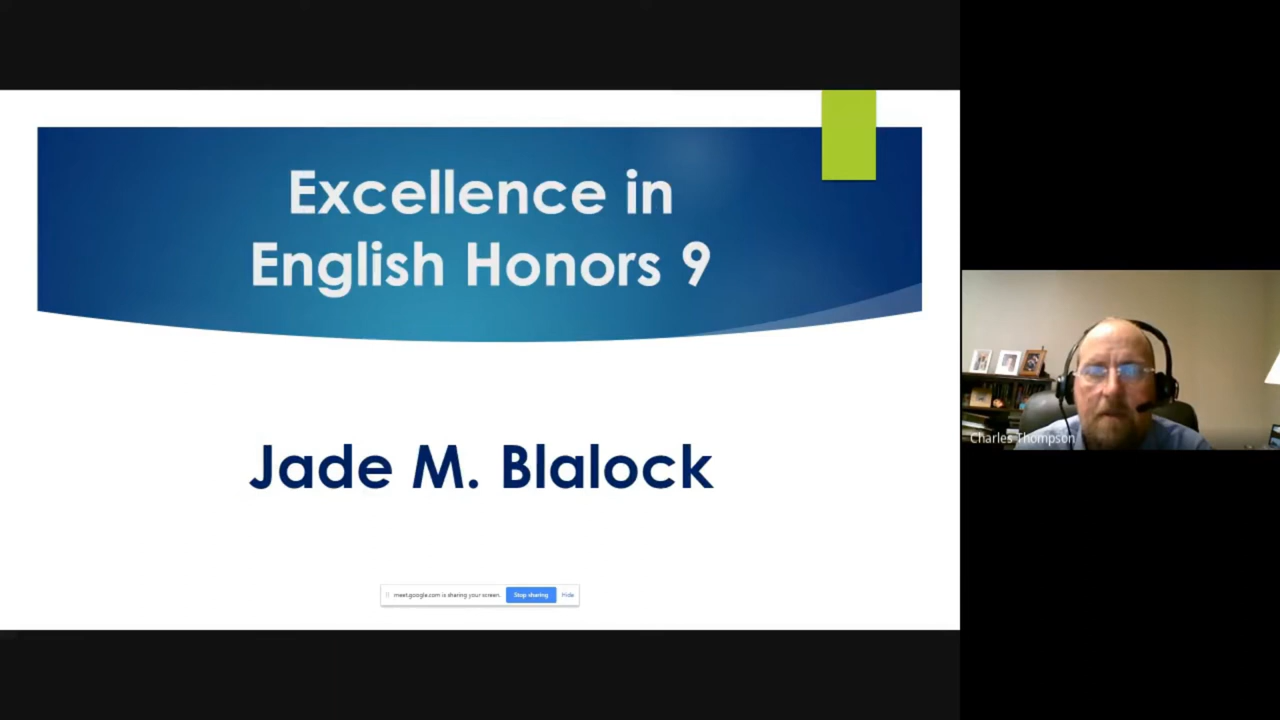 Excellence in
English Honors 9
Jade M. Blalock
meet.google.com is sharing your screen. Stop sharing Hide
Charles Thompson